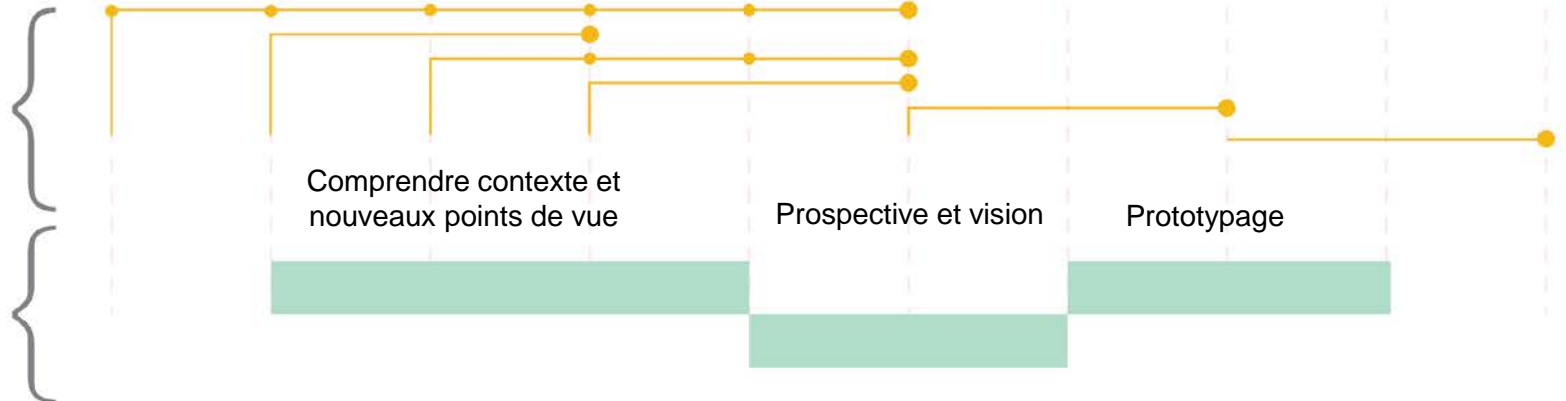 Comprendre contexte et
nouveaux points de vue
Prospective et vision
Prototypage